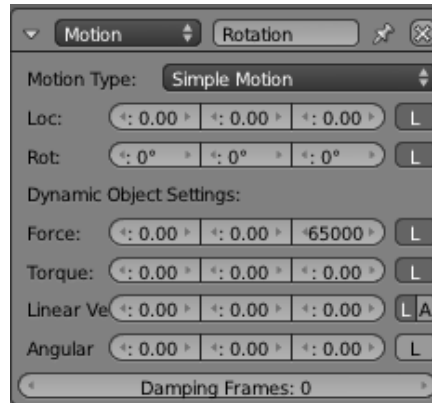 Motion Rotation
Motion Type: Simple Motion
Loc: : 0.00 : 0.00 : 0.00 L
Rot: : 0° : 0° : 0° L
Dynamic Object Settings:
Force: : 0.00 : 0.00 65000 L
Torque: : 0.00 : 0.00 : 0.00 L
Linear Ve : 0.00 : 0.00 : 0.00 L A
Angular : 0.00 : 0.00 : 0.00 L
Damping Frames: 0